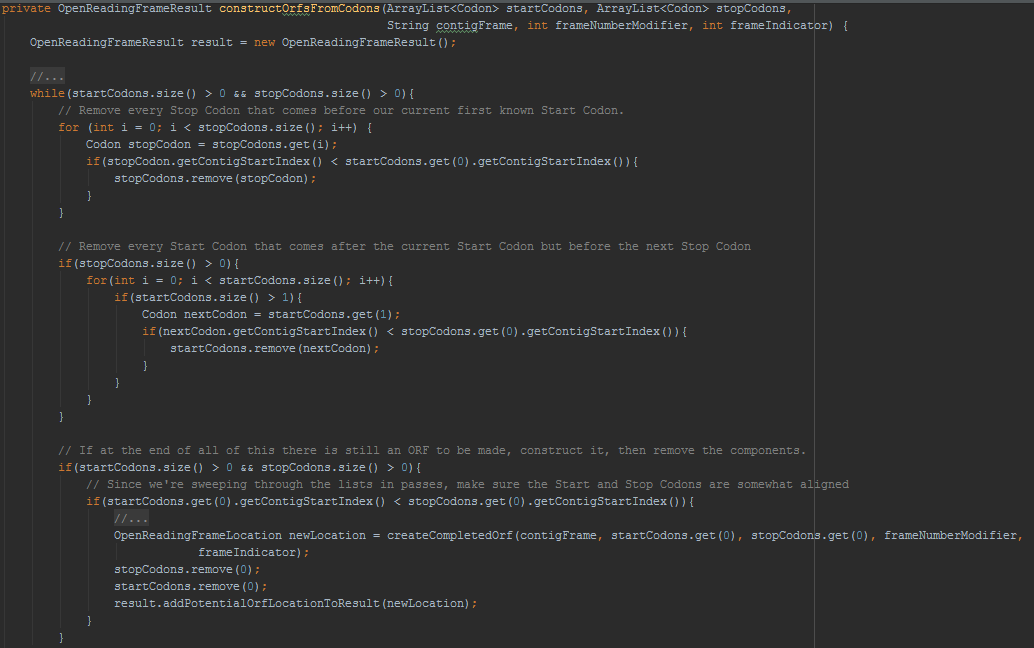 private OpenReadingFrameResult constructOrfsFromCodons(ArrayList<Codon> startCodons, ArrayList<Codon> stopCodons,
String contigFrame, int frameNumberModifier, int frameIndicator) {
OpenReadingFrameResult result = new OpenReadingFrameResult();
//...
while(startCodons.size() > 0 && stopCodons.size() > 0){
// Remove every Stop Codon that comes before our current first known Start Codon.
for (int i = 0; i < stopCodons.size(); i++) {
Codon stopCodon = stopCodons.get(i);
if(stopCodon.getContigStartIndex() < startCodons.get(0).getContigStartIndex()){
stopCodons.remove(stopCodon);
}
}
// Remove every Start Codon that comes after the current Start Codon but before the next Stop Codon
if(stopCodons.size() > 0){
for(int i = 0; i < startCodons.size(); i++){
if(startCodons.size() > 1){
Codon nextCodon = startCodons.get(1);
if(nextCodon.getContigStartIndex() < stopCodons.get(0).getContigStartIndex()){
startCodons.remove(nextCodon);
}
}
}
}
// If at the end of all of this there is still an ORF to be made, construct it, then remove the components.
if(startCodons.size() > 0 && stopCodons.size() > 0){
// Since we're sweeping through the lists in passes, make sure the Start and Stop Codons are somewhat aligned
if(startCodons.get(0).getContigStartIndex() < stopCodons.get(0).getContigStartIndex()){
//...
OpenReadingFrameLocation newLocation = createCompletedOrf(contigFrame, startCodons.get(0), stopCodons.get(0), frameNumberModifier,
frameIndicator);
stopCodons.remove(0);
startCodons.remove(0);
result.addPotentialOrfLocationToResult(newLocation);
}
}